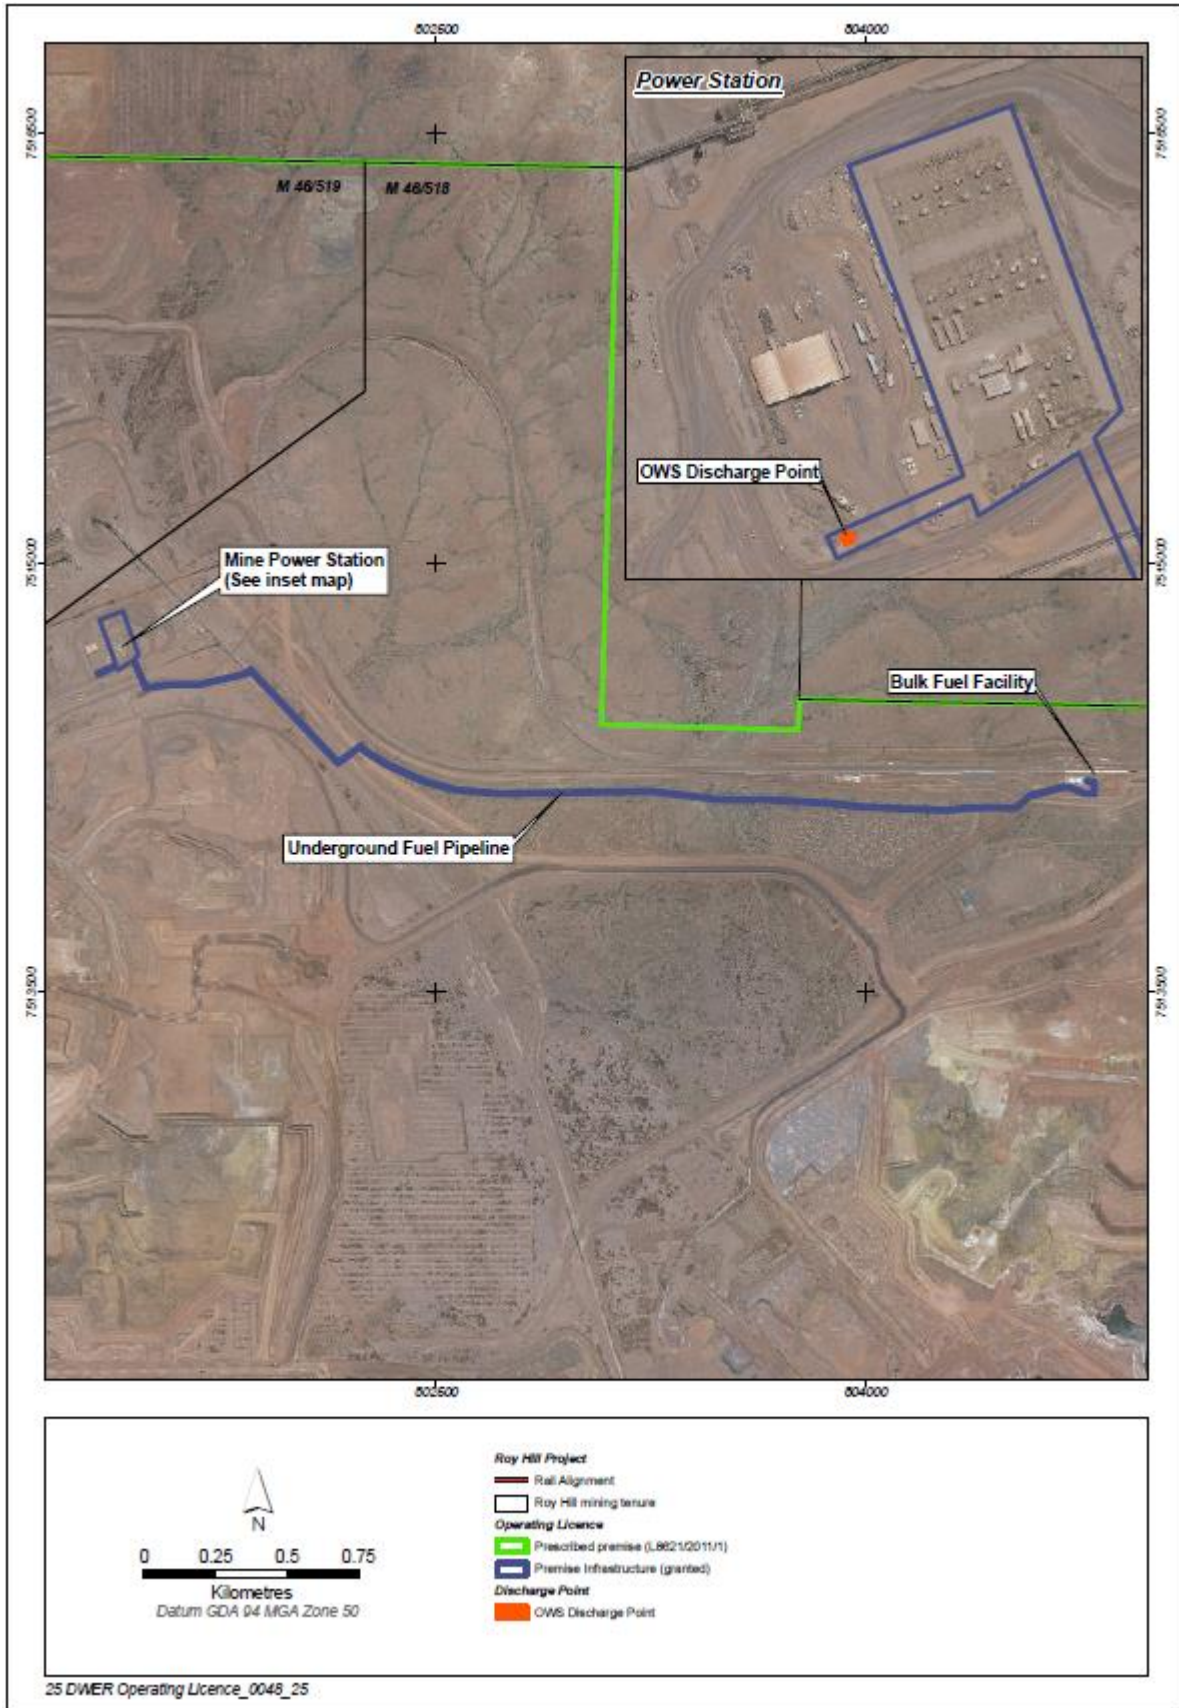 802500
804000
Power Station
7516500
7516500
M 46/519
M 46/518
OWS Discharge Point
7515000
7515000
Mine Power Station
(See inset map)
Bulk Fuel Facility
Underground Fuel Pipeline
7513500
7513500
802500
804000
Roy Hill Project
Rail Alignment
Roy Hill mining tenure
Operating Licence
Prescribed premise (L8621/2011/1)
Premise Infrastructure (granted)
Discharge Point
OWS Discharge Point
N
0 0.25 0.5 0.75
Kilometres
Datum GDA 94 MGA Zone 50
25 DWER Operating Licence_0048_25